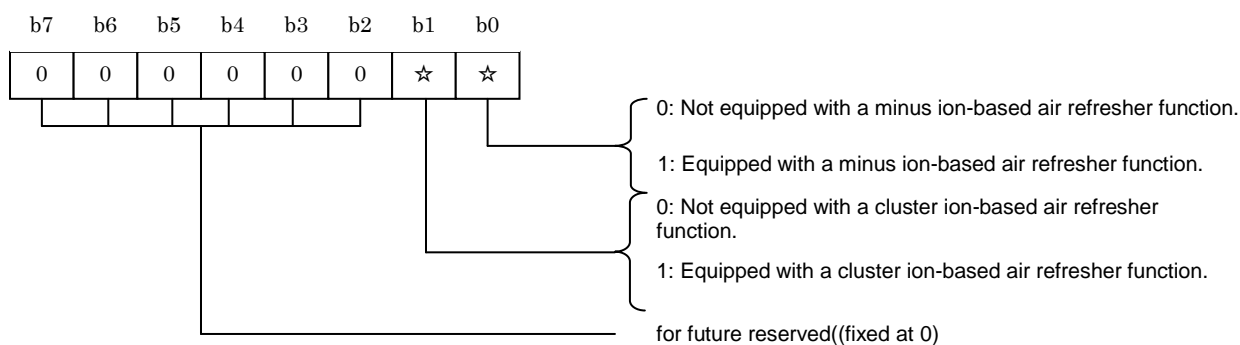 b7 b6 b5 b4 b3 b2 b1 b0
0 0 0 0 0 0 ☆ ☆
0: Not equipped with a minus ion-based air refresher function.
1: Equipped with a minus ion-based air refresher function.
0: Not equipped with a cluster ion-based air refresher
function.
1: Equipped with a cluster ion-based air refresher function.
for future reserved((fixed at 0)